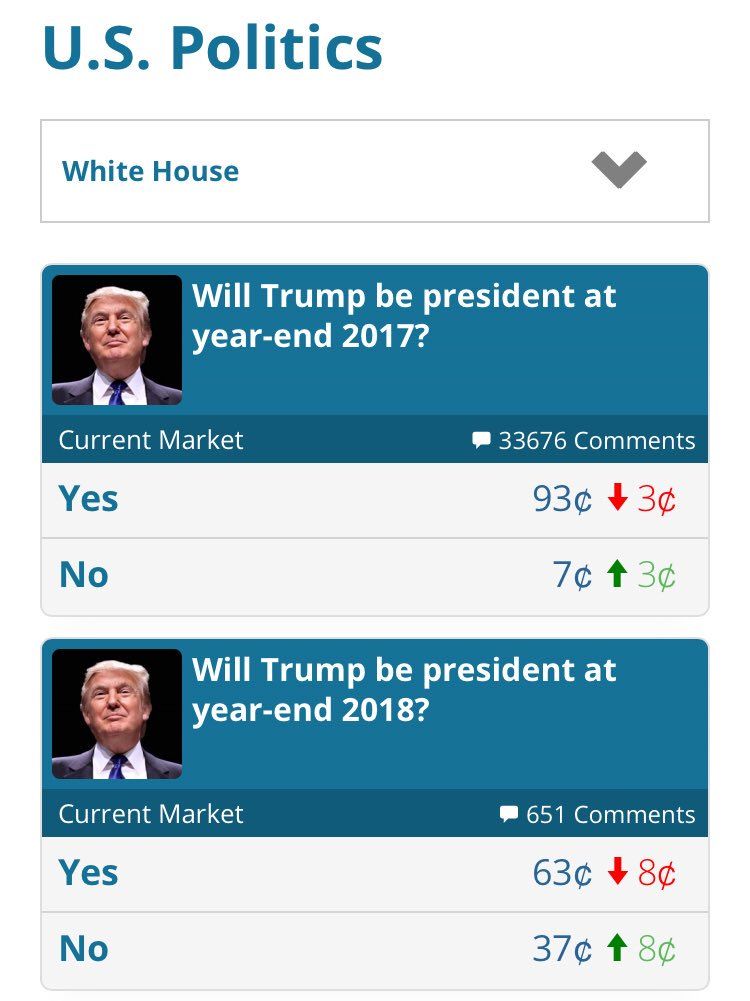 U.S. Politics
White House
Will Trump be president at
year-end 2017?
Current Market 33676 Comments
Yes 93¢ 3¢
No 7¢ 3¢
Will Trump be president at
year-end 2018?
Current Market 651 Comments
Yes 63¢ 8¢
No 37¢ 8¢